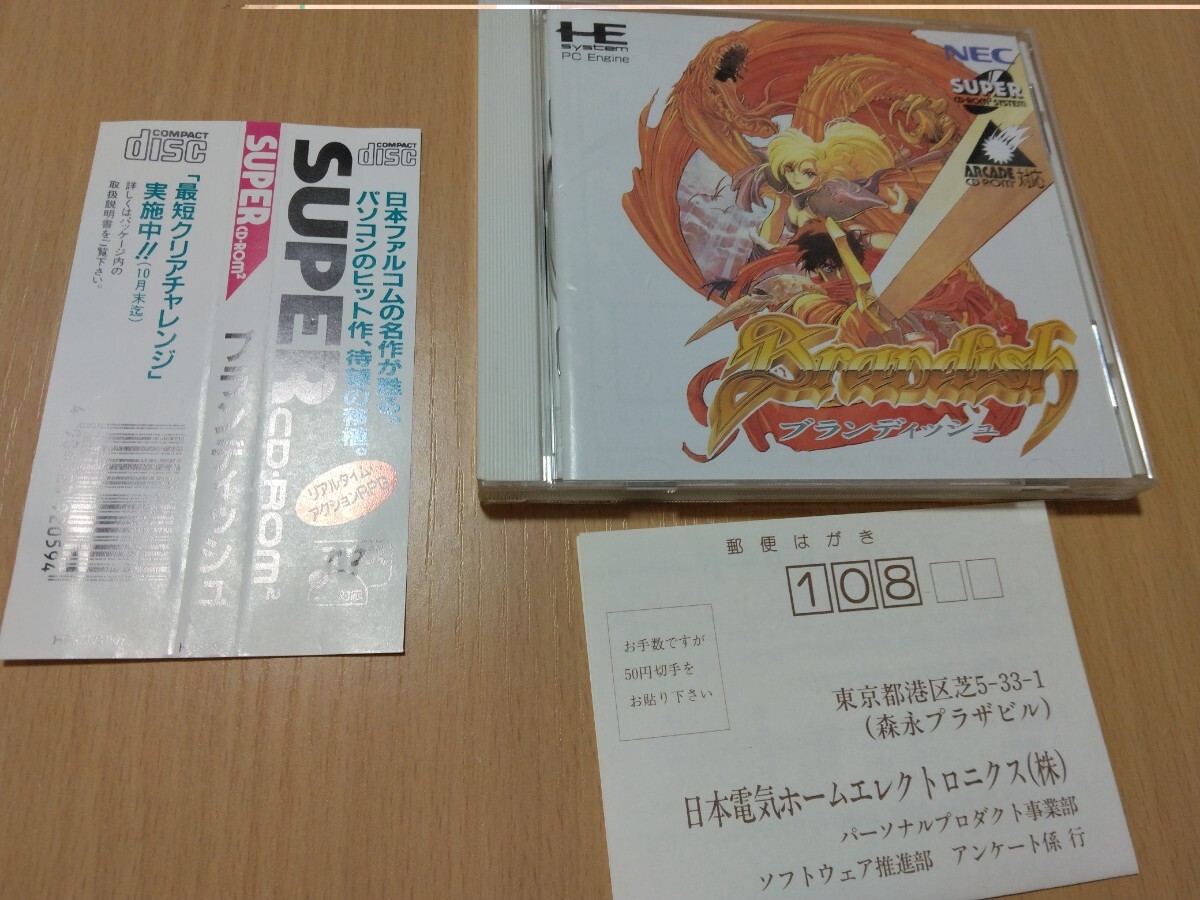 COMPACT
disc
「最短クリアチャレンジ」
実施中!!(10月末迄)
詳しくはパッケージ内の
取扱説明書をご覧下さい。
20594
SUPER CD-ROM²
ブランディッシュ
COMPACT
disc
SUPER CD-ROM²
日本ファルコムの名作が
パソコンのヒット作、待望の移植。
リアルタイム
アクションRPG
対応
HE
system
PC Engine
NEC
SUPER
CD-ROM² SYSTEM
ARCADE
CD-ROM² 対応
Brandish
ブランディッシュ
郵便はがき
108
お手数ですが
50円切手を
お貼り下さい
東京都港区芝5-33-1
(森永プラザビル)
日本電気ホームエレクトロニクス(株)
パーソナルプロダクト事業部
ソフトウェア推進部 アンケート係 行